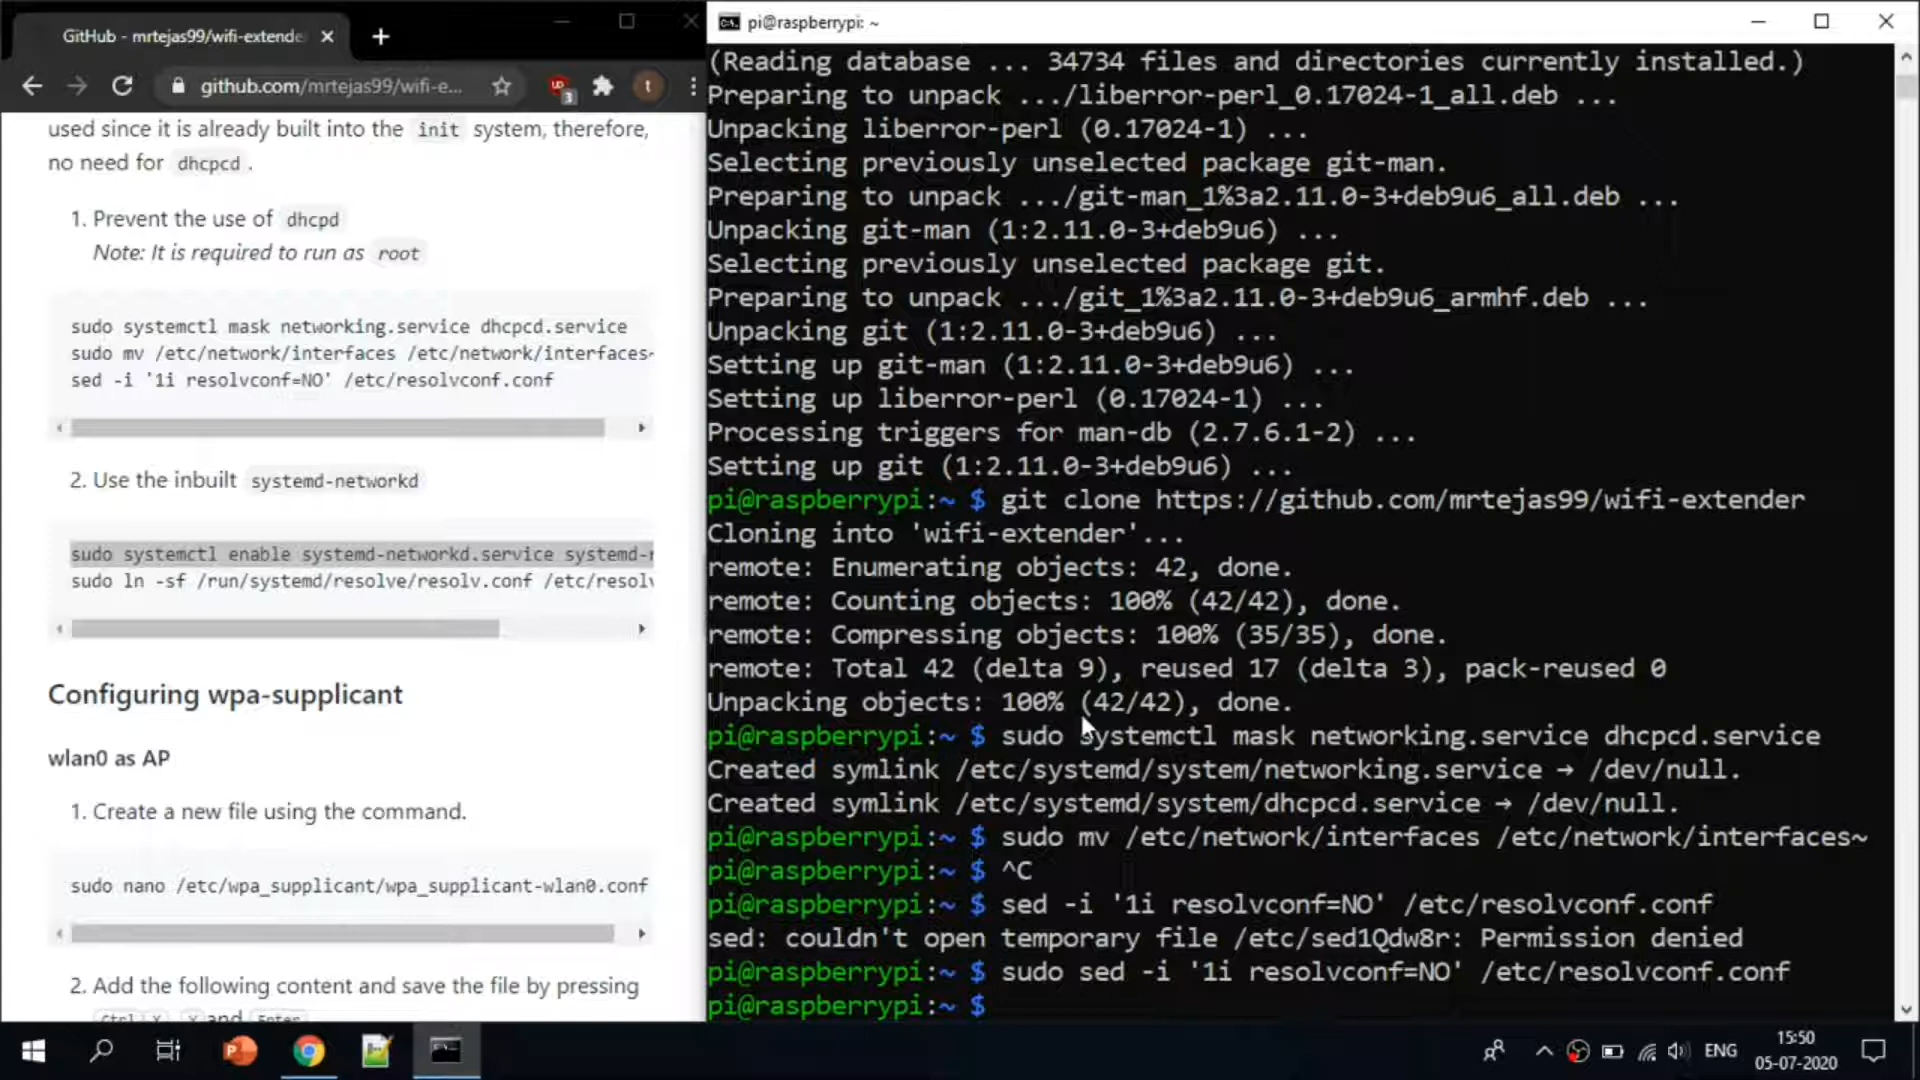 GitHub - mrtejas99/wifi-extende
github.com/mrtejas99/wifi-e...
3
t
used since it is already built into the init system, therefore,
no need for dhcpcd .
1. Prevent the use of dhcpd
Note: It is required to run as root
sudo systemctl mask networking.service dhcpcd.service
sudo mv /etc/network/interfaces /etc/network/interfaces~
sed -i '1i resolvconf=NO' /etc/resolvconf.conf
2. Use the inbuilt systemd-networkd
sudo systemctl enable systemd-networkd.service systemd-r
sudo ln -sf /run/systemd/resolve/resolv.conf /etc/resolv
Configuring wpa-supplicant
wlan0 as AP
1. Create a new file using the command.
sudo nano /etc/wpa_supplicant/wpa_supplicant-wlan0.conf
2. Add the following content and save the file by pressing
Ctrl X , Y and Enter
pi@raspberrypi: ~
(Reading database ... 34734 files and directories currently installed.)
Preparing to unpack .../liberror-perl_0.17024-1_all.deb ...
Unpacking liberror-perl (0.17024-1) ...
Selecting previously unselected package git-man.
Preparing to unpack .../git-man_1%3a2.11.0-3+deb9u6_all.deb ...
Unpacking git-man (1:2.11.0-3+deb9u6) ...
Selecting previously unselected package git.
Preparing to unpack .../git_1%3a2.11.0-3+deb9u6_armhf.deb ...
Unpacking git (1:2.11.0-3+deb9u6) ...
Setting up git-man (1:2.11.0-3+deb9u6) ...
Setting up liberror-perl (0.17024-1) ...
Processing triggers for man-db (2.7.6.1-2) ...
Setting up git (1:2.11.0-3+deb9u6) ...
pi@raspberrypi:~ $ git clone https://github.com/mrtejas99/wifi-extender
Cloning into 'wifi-extender'...
remote: Enumerating objects: 42, done.
remote: Counting objects: 100% (42/42), done.
remote: Compressing objects: 100% (35/35), done.
remote: Total 42 (delta 9), reused 17 (delta 3), pack-reused 0
Unpacking objects: 100% (42/42), done.
pi@raspberrypi:~ $ sudo systemctl mask networking.service dhcpcd.service
Created symlink /etc/systemd/system/networking.service → /dev/null.
Created symlink /etc/systemd/system/dhcpcd.service → /dev/null.
pi@raspberrypi:~ $ sudo mv /etc/network/interfaces /etc/network/interfaces~
pi@raspberrypi:~ $ ^C
pi@raspberrypi:~ $ sed -i '1i resolvconf=NO' /etc/resolvconf.conf
sed: couldn't open temporary file /etc/sed1Qdw8r: Permission denied
pi@raspberrypi:~ $ sudo sed -i '1i resolvconf=NO' /etc/resolvconf.conf
pi@raspberrypi:~ $
ENG
15:50
05-07-2020